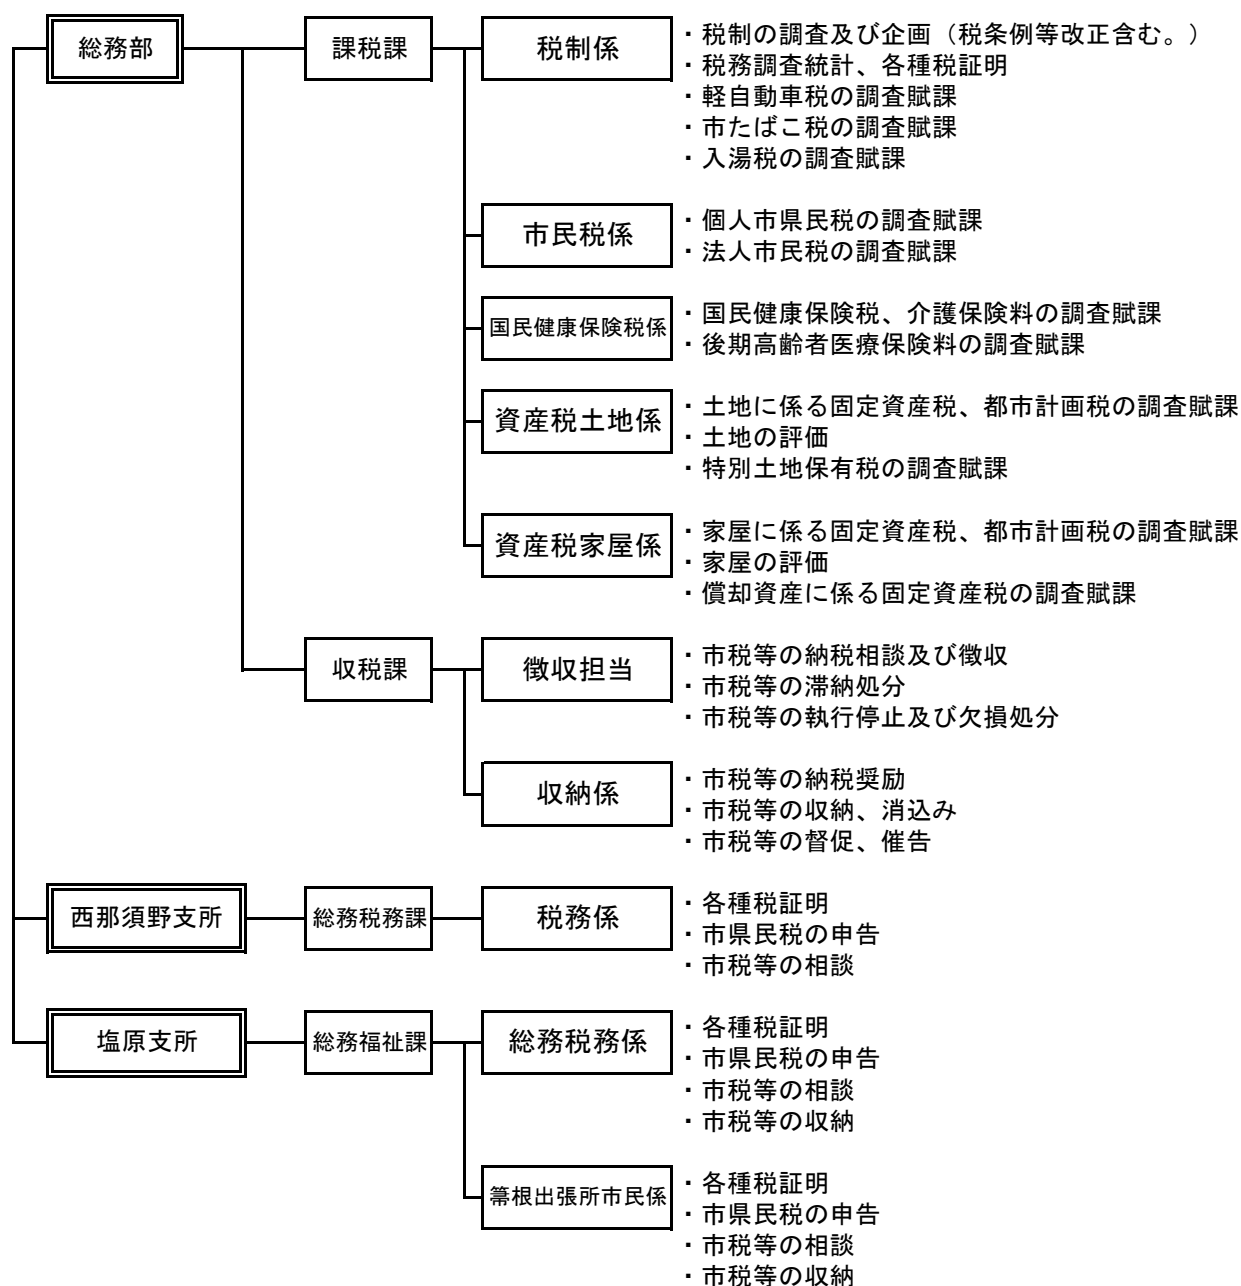 総務部
課税課
税制係
・税制の調査及び企画（税条例等改正含む。）
・税務調査統計、各種税証明
・軽自動車税の調査賦課
・市たばこ税の調査賦課
・入湯税の調査賦課
市民税係
・個人市県民税の調査賦課
・法人市民税の調査賦課
国民健康保険税係
・国民健康保険税、介護保険料の調査賦課
・後期高齢者医療保険料の調査賦課
資産税土地係
・土地に係る固定資産税、都市計画税の調査賦課
・土地の評価
・特別土地保有税の調査賦課
資産税家屋係
・家屋に係る固定資産税、都市計画税の調査賦課
・家屋の評価
・償却資産に係る固定資産税の調査賦課
収税課
徴収担当
・市税等の納税相談及び徴収
・市税等の滞納処分
・市税等の執行停止及び欠損処分
収納係
・市税等の納税奨励
・市税等の収納、消込み
・市税等の督促、催告
西那須野支所
総務税務課
税務係
・各種税証明
・市県民税の申告
・市税等の相談
塩原支所
総務福祉課
総務税務係
・各種税証明
・市県民税の申告
・市税等の相談
・市税等の収納
箒根出張所市民係
・各種税証明
・市県民税の申告
・市税等の相談
・市税等の収納